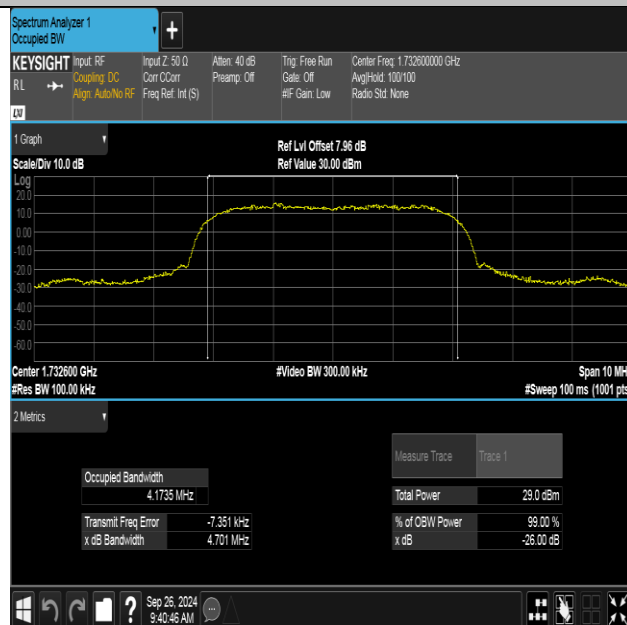 Spectrum Analyzer 1
Occupied BW
+
KEYSIGHT Input: RF Input Z: 50 Ω Atten: 40 dB Trig: Free Run Center Freq: 1.732600000 GHz
RL Coupling: DC Corr CCorr Preamp: Off Gate: Off Avg|Hold: 100/100
Align: Auto/No RF Freq Ref: Int (S) #IF Gain: Low Radio Std: None
LXI
1 Graph
Ref Lvl Offset 7.96 dB
Scale/Div 10.0 dB Ref Value 30.00 dBm
Log
20.0
10.0
0.00
-10.0
-20.0
-30.0
-40.0
-50.0
-60.0
Center 1.732600 GHz #Video BW 300.00 kHz Span 10 MH
#Res BW 100.00 kHz #Sweep 100 ms (1001 pts
2 Metrics
Measure Trace Trace 1
Occupied Bandwidth
4.1735 MHz
Total Power 29.0 dBm
Transmit Freq Error -7.351 kHz % of OBW Power 99.00 %
x dB Bandwidth 4.701 MHz x dB -26.00 dB
? Sep 26, 2024
9:40:46 AM